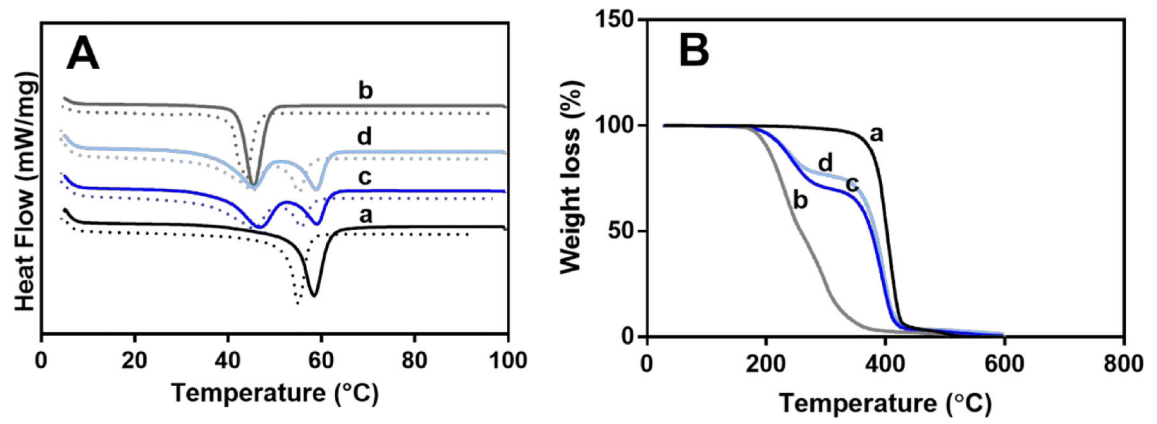 A
b
d
c
a
Heat Flow (mW/mg)
0 20 40 60 80 100
Temperature (°C)
B
150
100
50
0
a
d
c
b
Weight loss (%)
0 200 400 600 800
Temperature (°C)